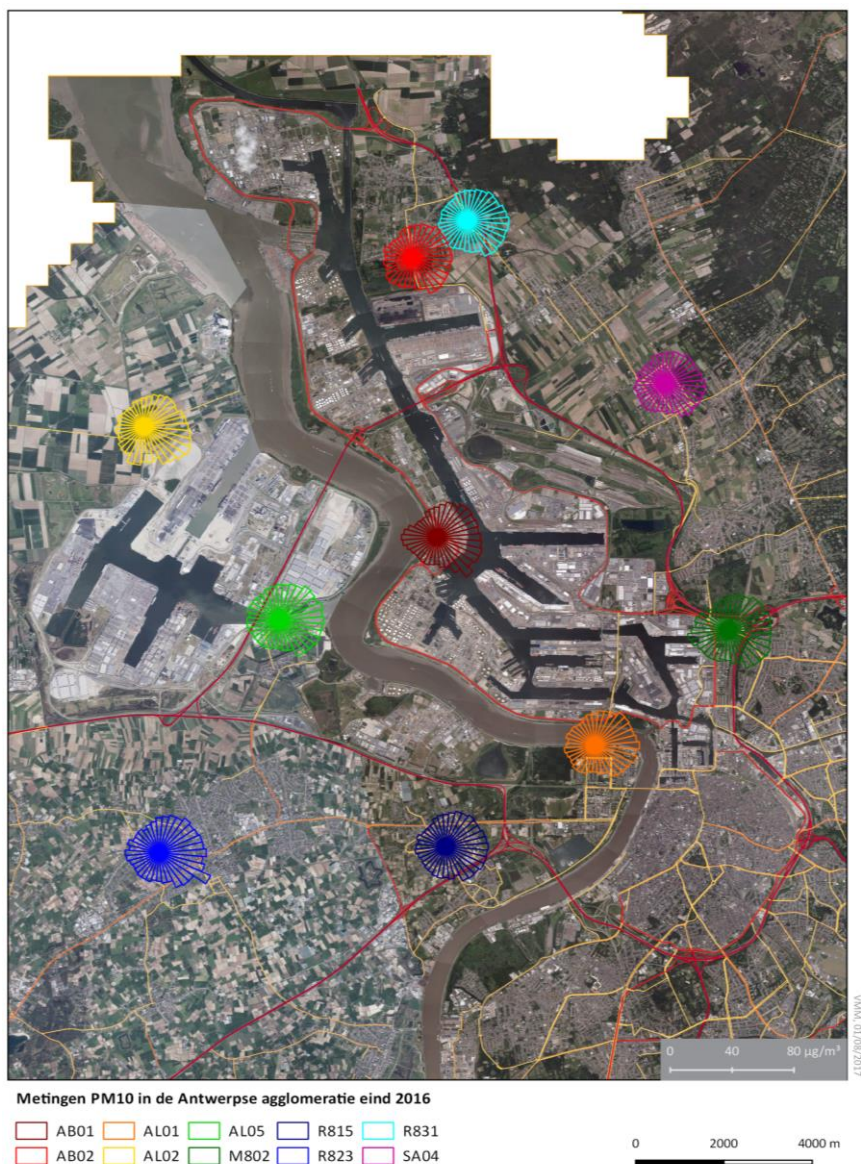 0 40 80 µg/m³
VMM, 01/08/2017
Metingen PM10 in de Antwerpse agglomeratie eind 2016
AB01 AL01 AL05 R815 R831
AB02 AL02 M802 R823 SA04
0 2000 4000 m